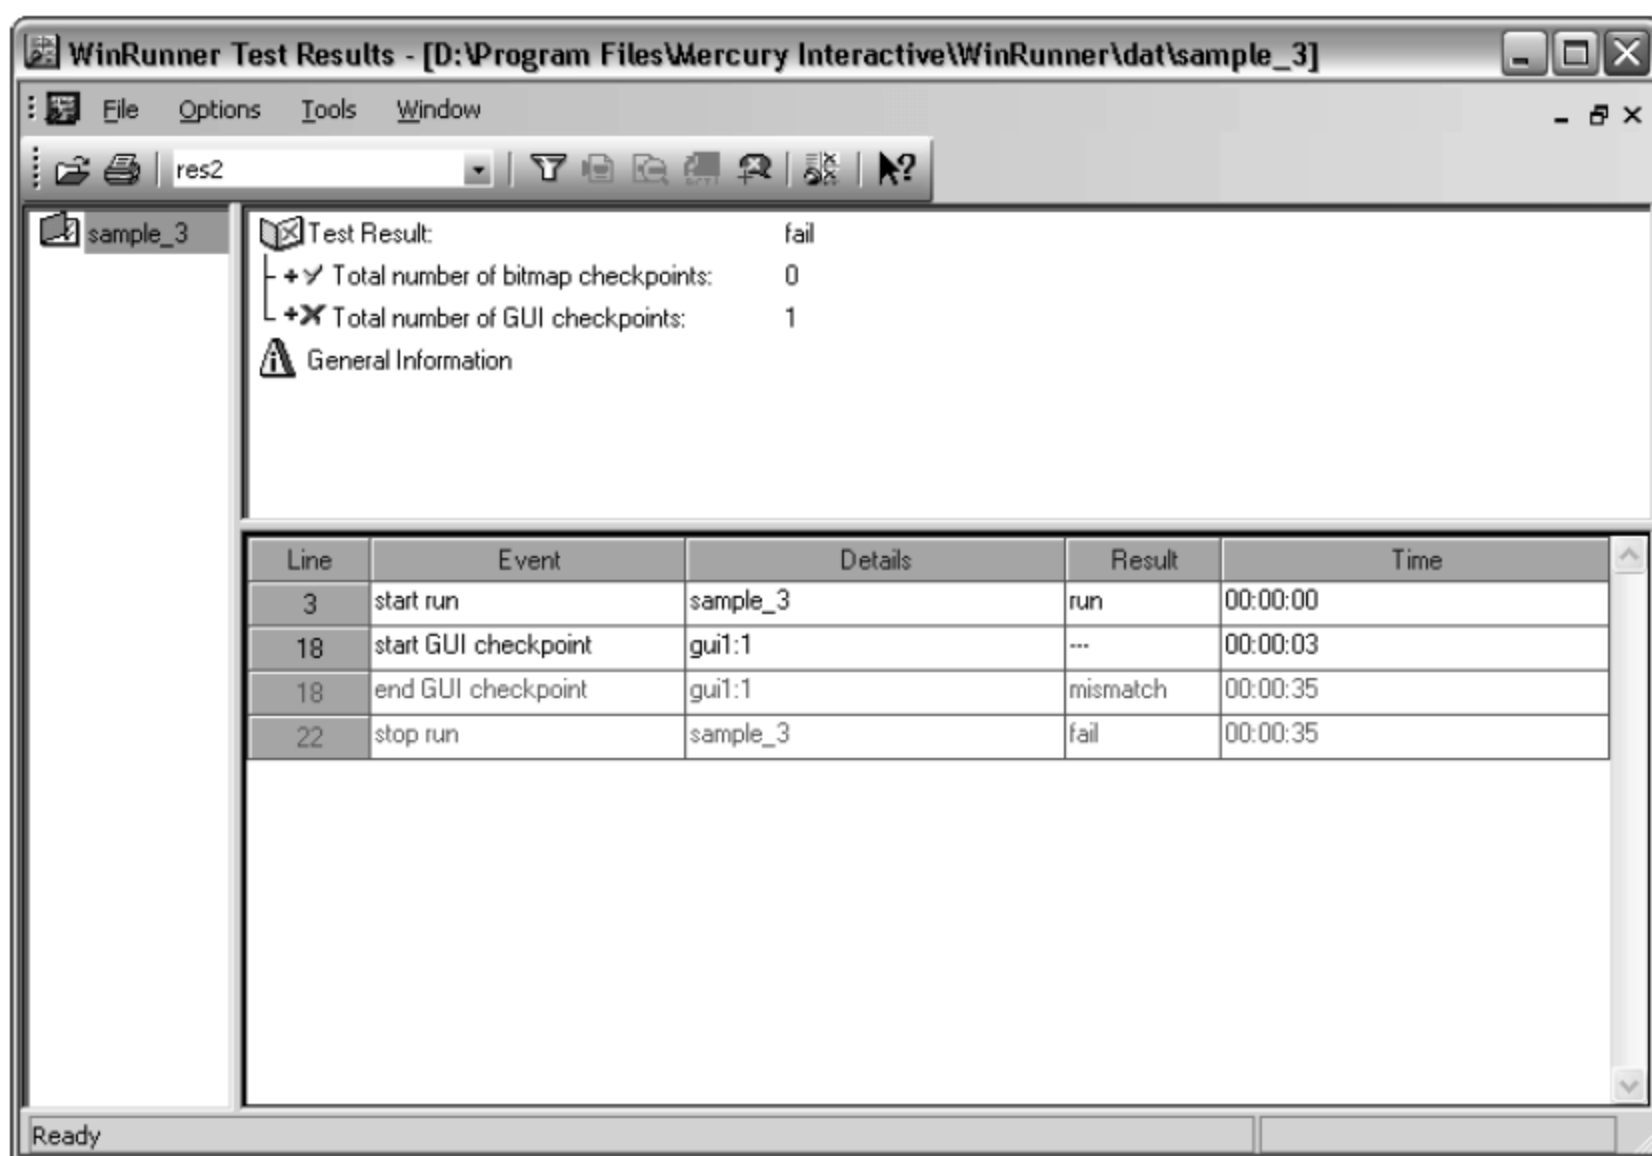 WinRunner Test Results - [D:\Program Files\Mercury Interactive\WinRunner\dat\sample_3]
File Options Tools Window
res2
sample_3
Test Result: fail
Total number of bitmap checkpoints: 0
Total number of GUI checkpoints: 1
General Information
Line Event Details Result Time
3 start run sample_3 run 00:00:00
18 start GUI checkpoint gui1:1 --- 00:00:03
18 end GUI checkpoint gui1:1 mismatch 00:00:35
22 stop run sample_3 fail 00:00:35
Ready